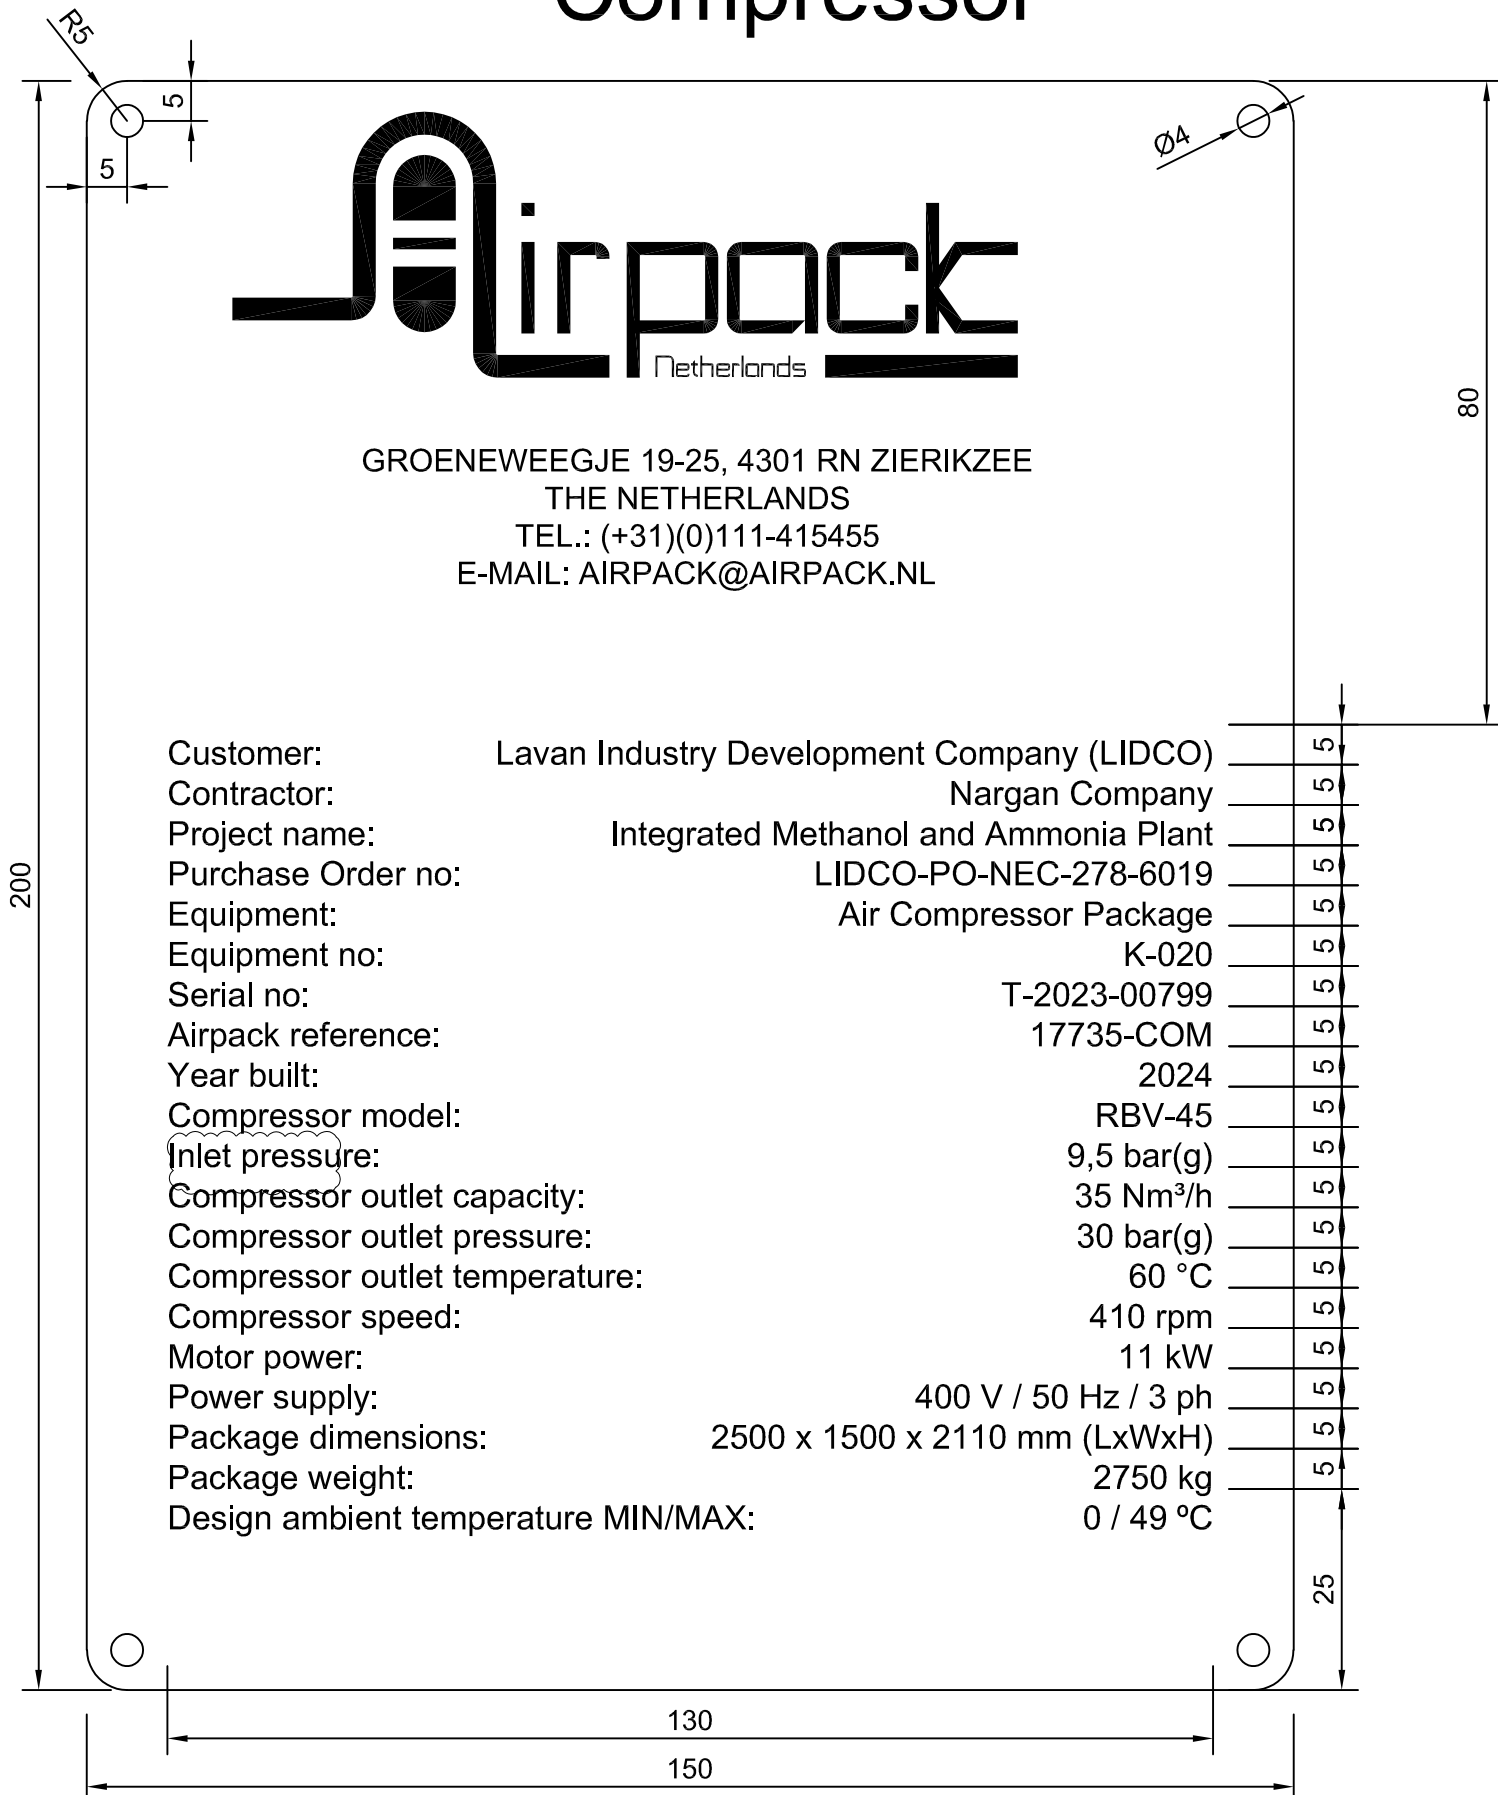 Compressor
R5
5
5
Ø4
Airpack
Netherlands
80
GROENEWEEGJE 19-25, 4301 RN ZIERIKZEE
THE NETHERLANDS
TEL.: (+31)(0)111-415455
E-MAIL: AIRPACK@AIRPACK.NL
200
Customer: Lavan Industry Development Company (LIDCO) 5
Contractor: Nargan Company 5
Project name: Integrated Methanol and Ammonia Plant 5
Purchase Order no: LIDCO-PO-NEC-278-6019 5
Equipment: Air Compressor Package 5
Equipment no: K-020 5
Serial no: T-2023-00799 5
Airpack reference: 17735-COM 5
Year built: 2024 5
Compressor model: RBV-45 5
Inlet pressure: 9,5 bar(g) 5
Compressor outlet capacity: 35 Nm³/h 5
Compressor outlet pressure: 30 bar(g) 5
Compressor outlet temperature: 60 °C 5
Compressor speed: 410 rpm 5
Motor power: 11 kW 5
Power supply: 400 V / 50 Hz / 3 ph 5
Package dimensions: 2500 x 1500 x 2110 mm (LxWxH) 5
Package weight: 2750 kg 5
Design ambient temperature MIN/MAX: 0 / 49 ºC
25
130
150